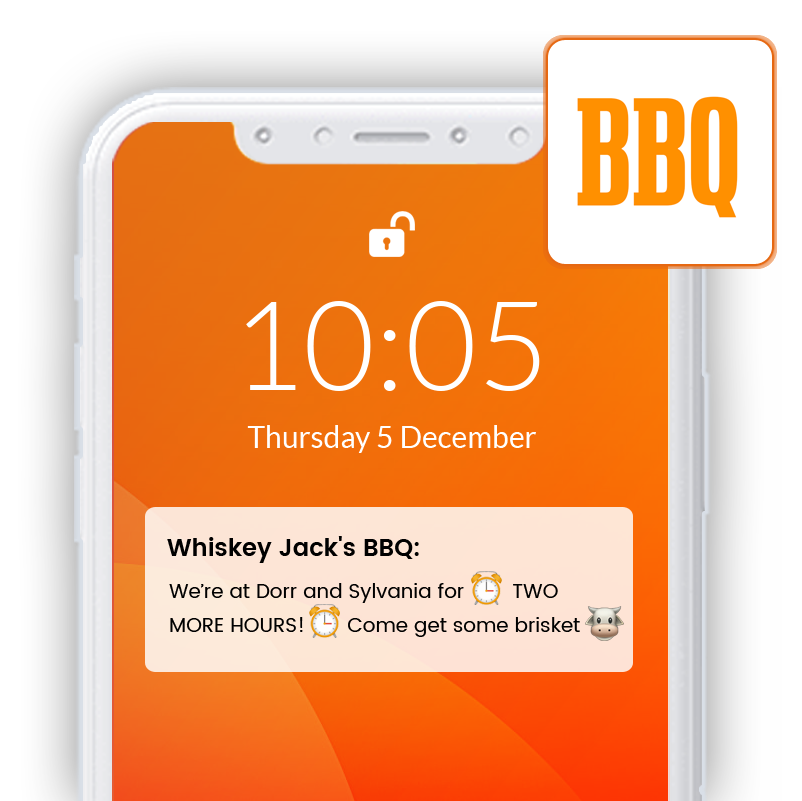 BBQ
10:05
Thursday 5 December
Whiskey Jack's BBQ:
We’re at Dorr and Sylvania for ⏰ TWO
MORE HOURS! ⏰ Come get some brisket 🐮